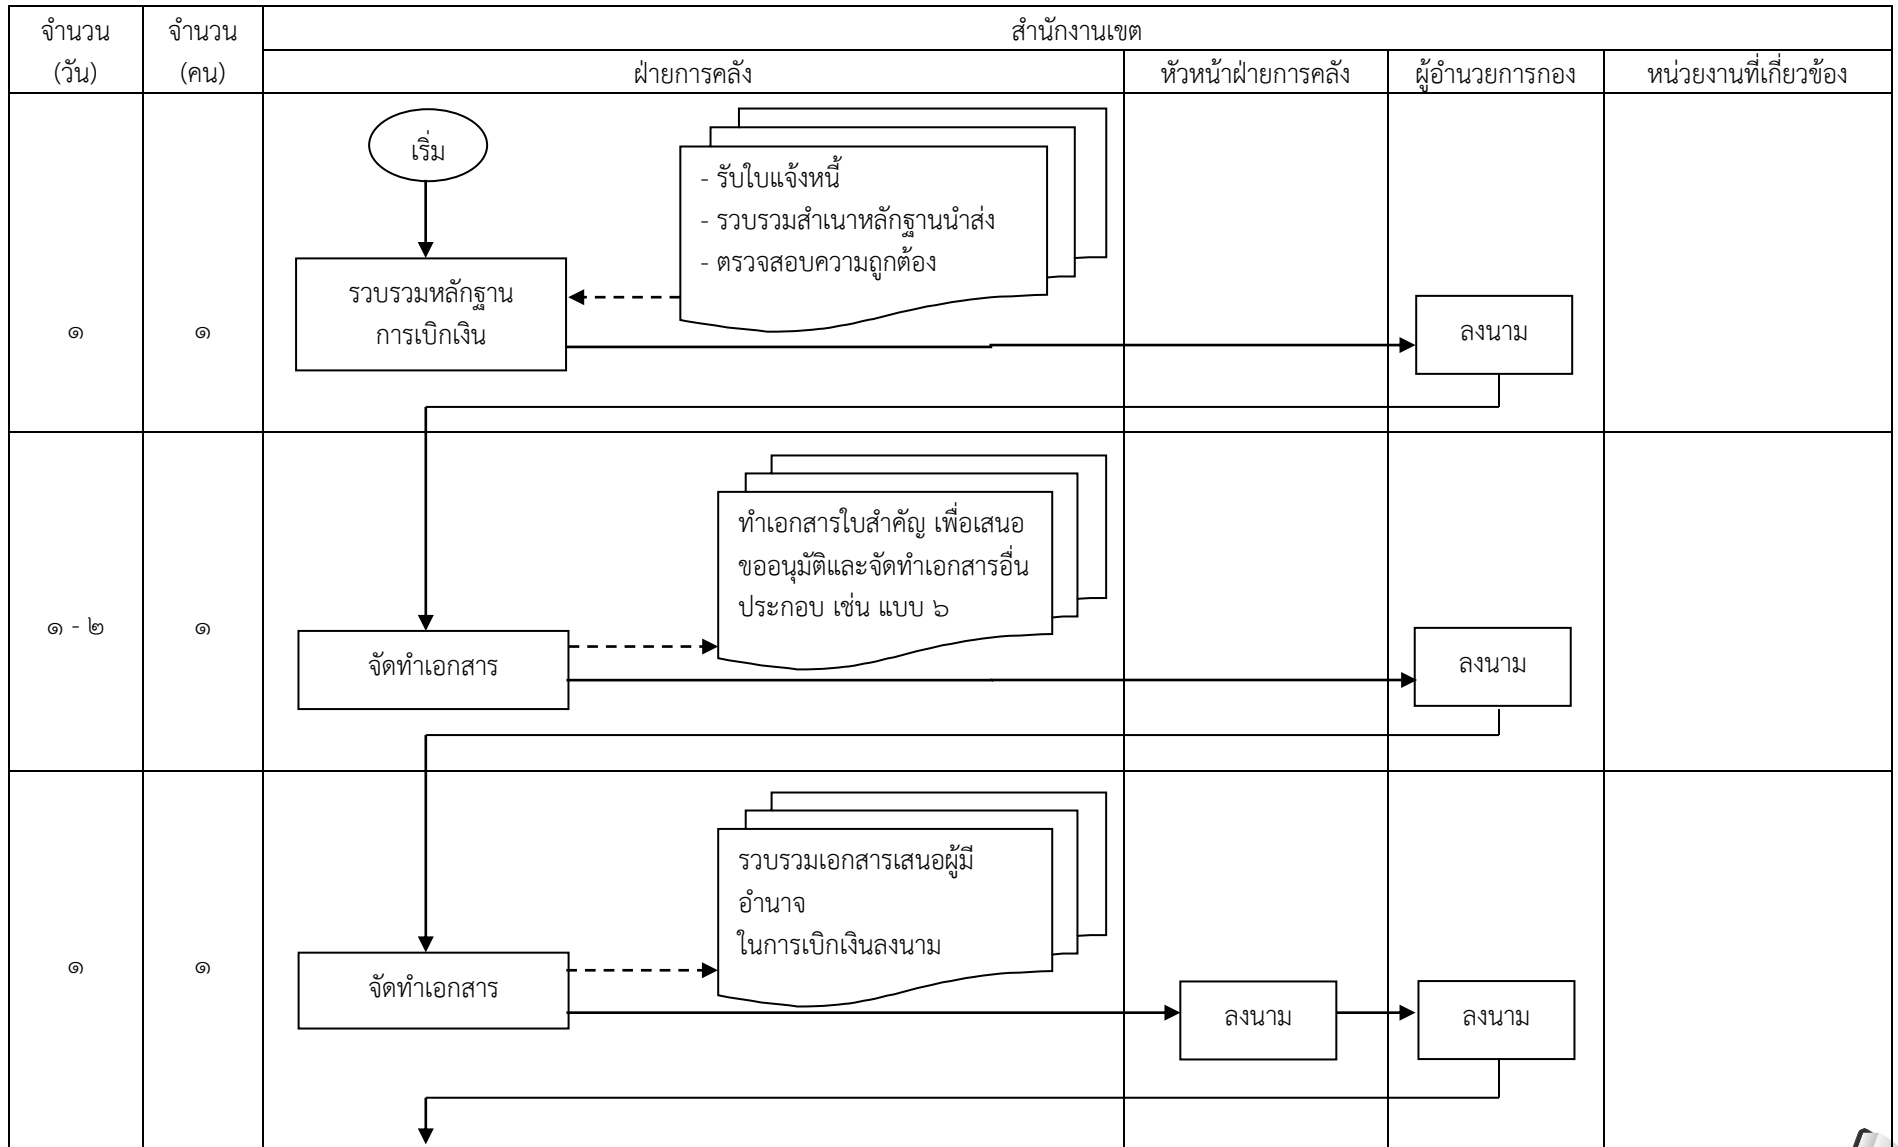 จำนวน
(วัน)
จำนวน
(คน)
สำนักงานเขต
ฝ่ายการคลัง
หัวหน้าฝ่ายการคลัง
ผู้อำนวยการกอง
หน่วยงานที่เกี่ยวข้อง
เริ่ม
- รับใบแจ้งหนี้
- รวบรวมสำเนาหลักฐานนำส่ง
- ตรวจสอบความถูกต้อง
รวบรวมหลักฐาน
การเบิกเงิน
๑
๑
ลงนาม
ทำเอกสารใบสำคัญ เพื่อเสนอ
ขออนุมัติและจัดทำเอกสารอื่น
ประกอบ เช่น แบบ ๖
๑ - ๒
๑
จัดทำเอกสาร
ลงนาม
รวบรวมเอกสารเสนอผู้มี
อำนาจ
ในการเบิกเงินลงนาม
๑
๑
จัดทำเอกสาร
ลงนาม
ลงนาม